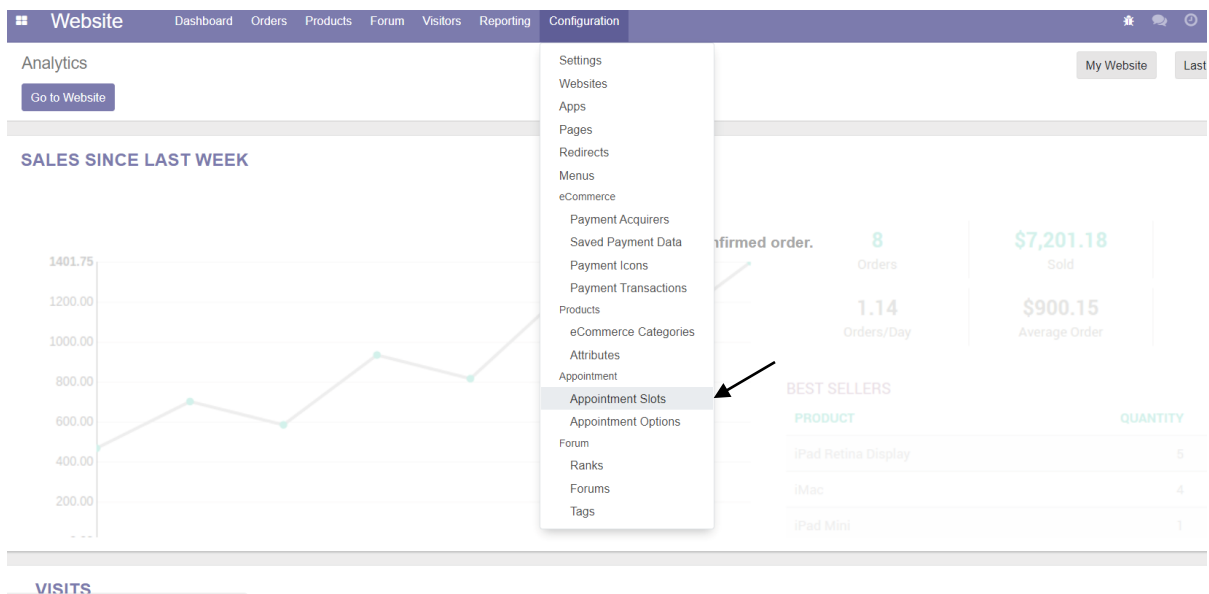 Website Dashboard Orders Products Forum Visitors Reporting Configuration
Analytics
My Website Last
Go to Website
Settings
Websites
Apps
Pages
Redirects
Menus
eCommerce
Payment Acquirers
Saved Payment Data
Payment Icons
Payment Transactions
Products
eCommerce Categories
Attributes
Appointment
Appointment Slots
Appointment Options
Forum
Ranks
Forums
Tags
SALES SINCE LAST WEEK
nfirmed order.
8
Orders
$7,201.18
Sold
1.14
Orders/Day
$900.15
Average Order
1401.75
1200.00
1000.00
800.00
600.00
400.00
200.00
BEST SELLERS
PRODUCT QUANTITY
iPad Retina Display 5
iMac 4
iPad Mini 1
VISITS